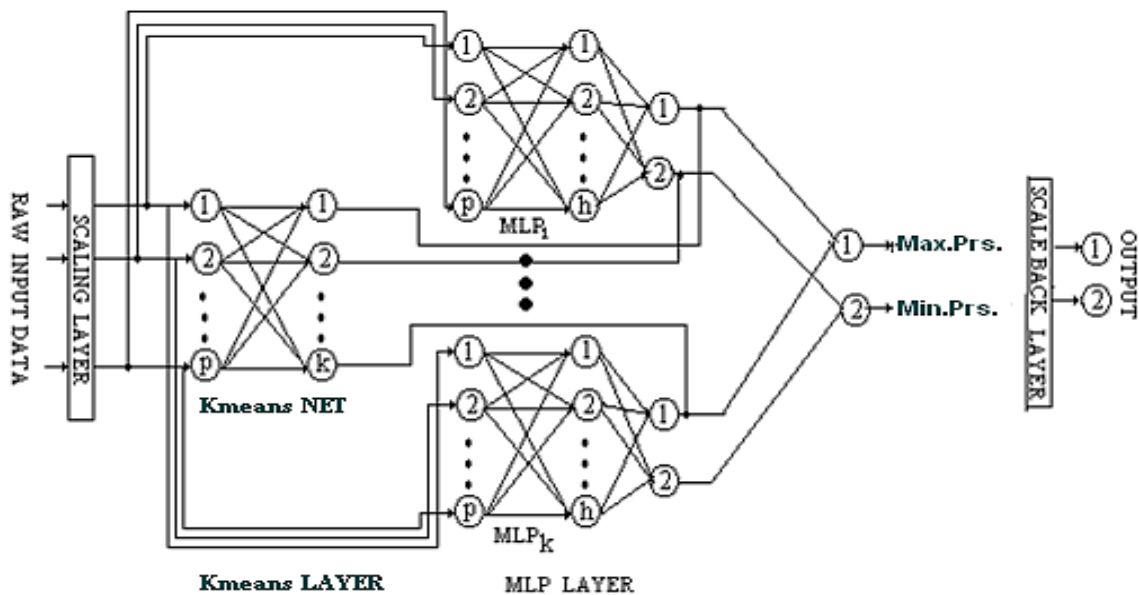 RAW INPUT DATA
SCALING LAYER
1
2
p
1
2
k
Kmeans NET
Kmeans LAYER
1
2
p
1
2
h
1
2
MLP1
1
2
p
1
2
h
1
2
MLPk
MLP LAYER
1
2
Max.Prs.
Min.Prs.
SCALE BACK LAYER
1
2
OUTPUT